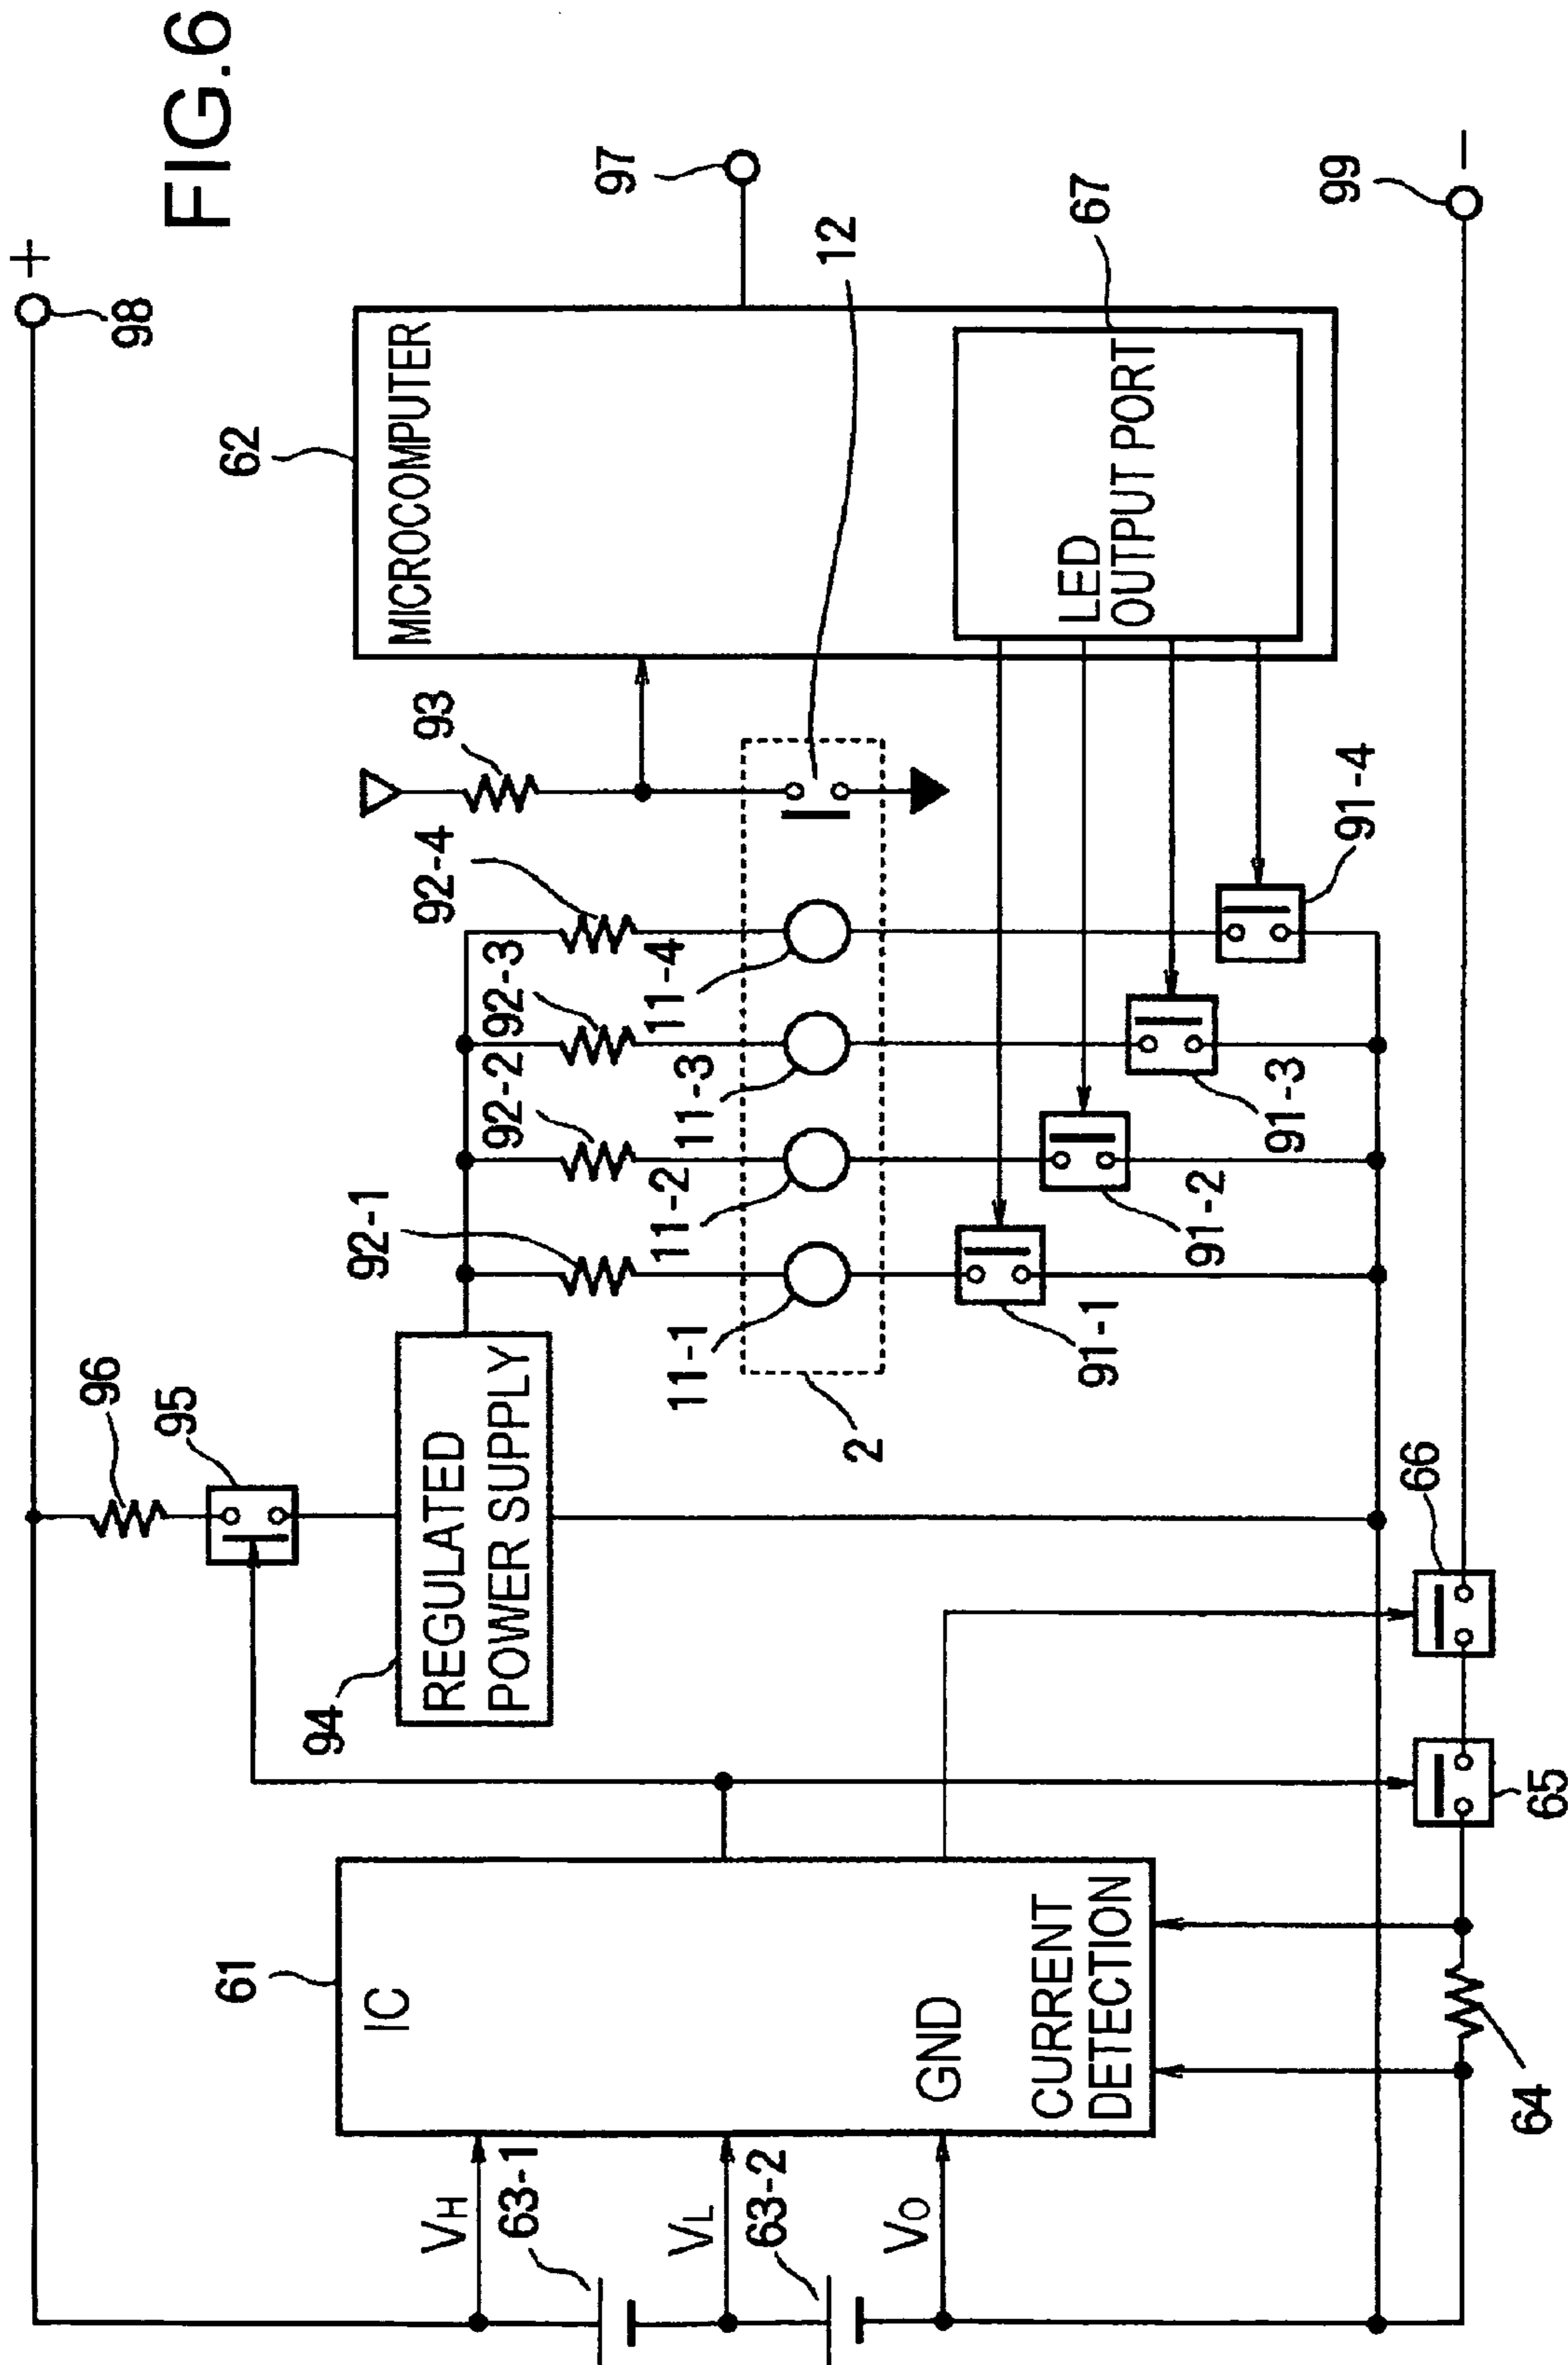 FIG.6
+
98
96
95
61
IC
94
REGULATED
POWER SUPPLY
62
MICROCOMPUTER
97
93
92-1
92-2
92-3
92-4
VH
63-1
VL
63-2
VO
GND
CURRENT
DETECTION
11-1
11-2
11-3
11-4
12
2
67
LED
OUTPUT PORT
91-1
91-2
91-3
91-4
99
−
66
65
64